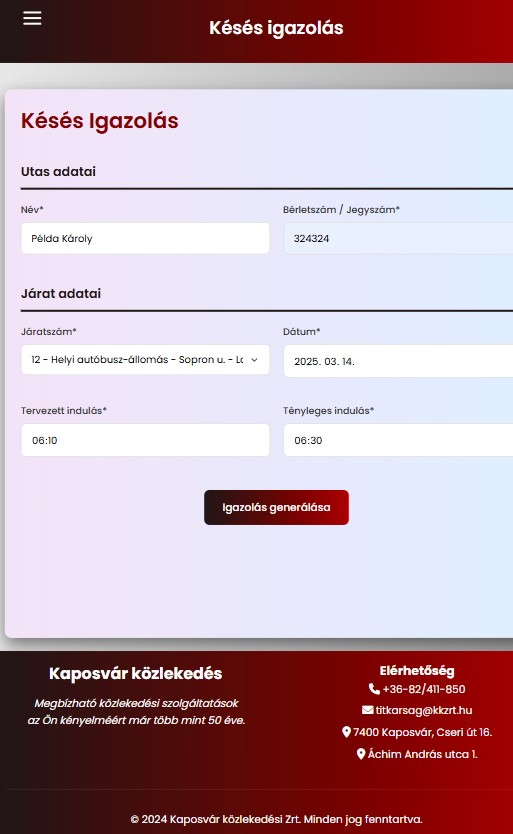 Késés igazolás
Késés Igazolás
Utas adatai
Név*
Bérletszám / Jegyszám*
Példa Károly
324324
Járat adatai
Járatszám*
Dátum*
12 - Helyi autóbusz-állomás - Sopron u. -
2025. 03. 14.
Tervezett indulás*
Tényleges indulás*
06:10
06:30
Igazolás generálása
Kaposvár közlekedés
Megbízható közlekedési szolgáltatások
az Ön kényelméért már több mint 50 éve.
Elérhetőség
+36-82/411-850
titkarsag@kkzrt.hu
7400 Kaposvár, Cseri út 16.
Áchim András utca 1.
© 2024 Kaposvár közlekedési Zrt. Minden jog fenntartva.